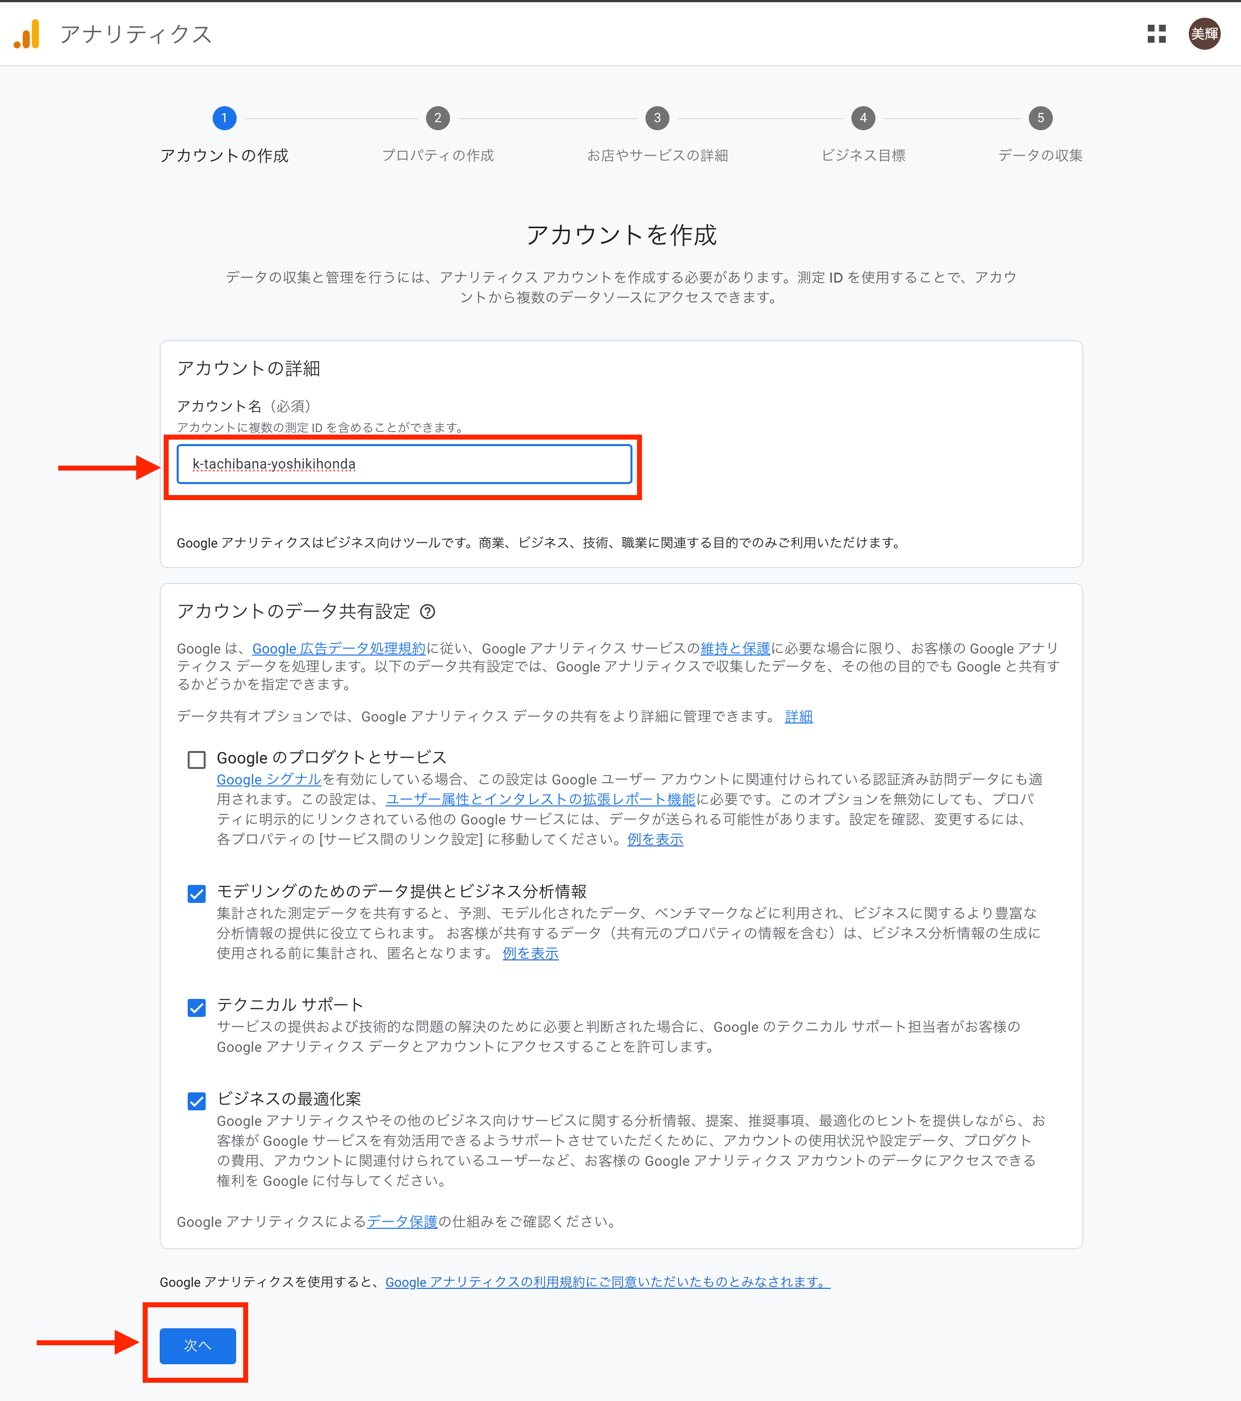 アナリティクス
美輝
1
2
3
4
5
アカウントの作成
プロパティの作成
お店やサービスの詳細
ビジネス目標
データの収集
アカウントを作成
データの収集と管理を行うには、アナリティクス アカウントを作成する必要があります。測定 ID を使用することで、アカウ
ントから複数のデータソースにアクセスできます。
アカウントの詳細
アカウント名（必須）
アカウントに複数の測定 ID を含めることができます。
k-tachibana-yoshikihonda
Google アナリティクスはビジネス向けツールです。商業、ビジネス、技術、職業に関連する目的でのみご利用いただけます。
アカウントのデータ共有設定 ?
Google は、Google 広告データ処理規約に従い、Google アナリティクス サービスの維持と保護に必要な場合に限り、お客様の Google アナリ
ティクス データを処理します。以下のデータ共有設定では、Google アナリティクスで収集したデータを、その他の目的でも Google と共有す
るかどうかを指定できます。
データ共有オプションでは、Google アナリティクス データの共有をより詳細に管理できます。 詳細
Google のプロダクトとサービス
Google シグナルを有効にしている場合、この設定は Google ユーザー アカウントに関連付けられている認証済み訪問データにも適
用されます。この設定は、ユーザー属性とインタレストの拡張レポート機能に必要です。このオプションを無効にしても、プロパ
ティに明示的にリンクされている他の Google サービスには、データが送られる可能性があります。設定を確認、変更するには、
各プロパティの [サービス間のリンク設定] に移動してください。例を表示
モデリングのためのデータ提供とビジネス分析情報
集計された測定データを共有すると、予測、モデル化されたデータ、ベンチマークなどに利用され、ビジネスに関するより豊富な
分析情報の提供に役立てられます。 お客様が共有するデータ（共有元のプロパティの情報を含む）は、ビジネス分析情報の生成に
使用される前に集計され、匿名となります。 例を表示
テクニカル サポート
サービスの提供および技術的な問題の解決のために必要と判断された場合に、Google のテクニカル サポート担当者がお客様の
Google アナリティクス データとアカウントにアクセスすることを許可します。
ビジネスの最適化案
Google アナリティクスやその他のビジネス向けサービスに関する分析情報、提案、推奨事項、最適化のヒントを提供しながら、お
客様が Google サービスを有効活用できるようサポートさせていただくために、アカウントの使用状況や設定データ、プロダクト
の費用、アカウントに関連付けられているユーザーなど、お客様の Google アナリティクス アカウントのデータにアクセスできる
権利を Google に付与してください。
Google アナリティクスによるデータ保護の仕組みをご確認ください。
Google アナリティクスを使用すると、Google アナリティクスの利用規約にご同意いただいたものとみなされます。
次へ